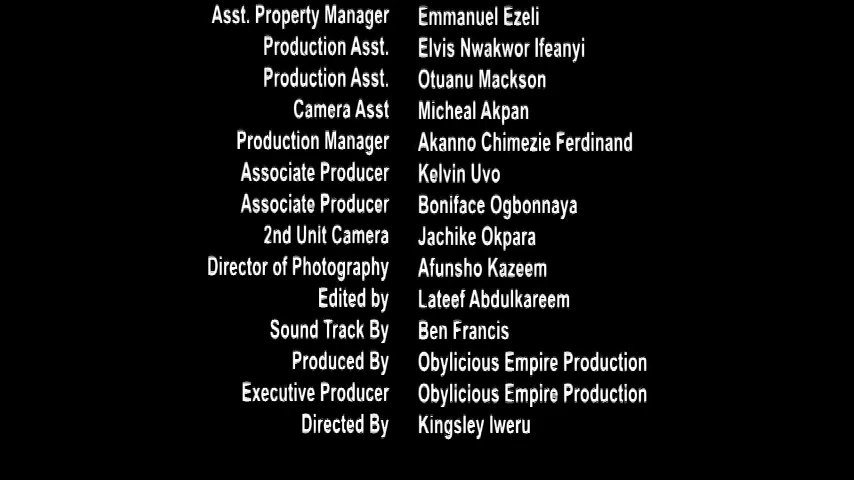 Asst. Property Manager Emmanuel Ezeli
Production Asst. Elvis Nwakwor Ifeanyi
Production Asst. Otuanu Mackson
Camera Asst Micheal Akpan
Production Manager Akanno Chimezie Ferdinand
Associate Producer Kelvin Uvo
Associate Producer Boniface Ogbonnaya
2nd Unit Camera Jachike Okpara
Director of Photography Afunsho Kazeem
Edited by Lateef Abdulkareem
Sound Track By Ben Francis
Produced By Obylicious Empire Production
Executive Producer Obylicious Empire Production
Directed By Kingsley Iweru